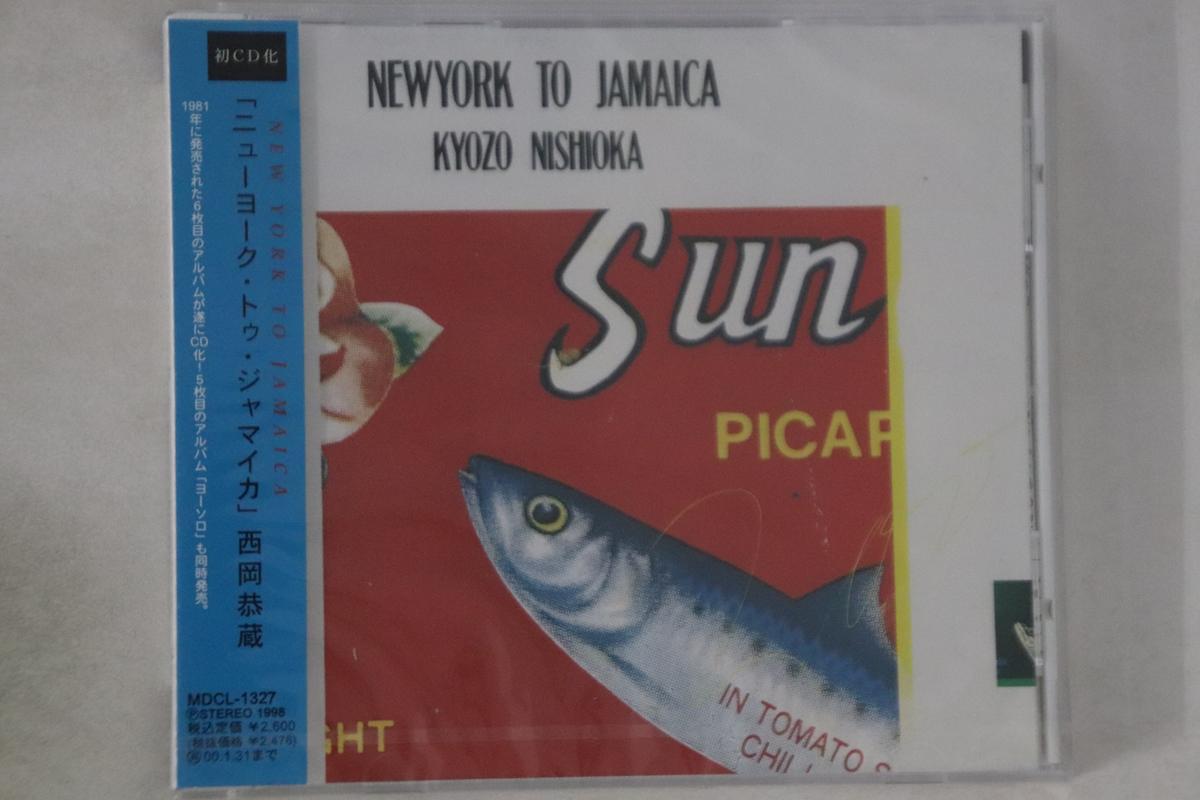 初CD化
NEW YORK TO JAMAICA
「ニューヨーク・トゥ・ジャマイカ」西岡恭蔵
1981年に発売された6枚目のアルバムが遂にCD化!5枚目のアルバム「ヨーソロ」も同時発売。
MDCL-1327
ⓅSTEREO 1998
税込定価 ¥2,600
(税抜価格 ¥2,476)
00.1.31まで
NEWYORK TO JAMAICA
KYOZO NISHIOKA
Sun
PICAR
IN TOMATO S
GHT